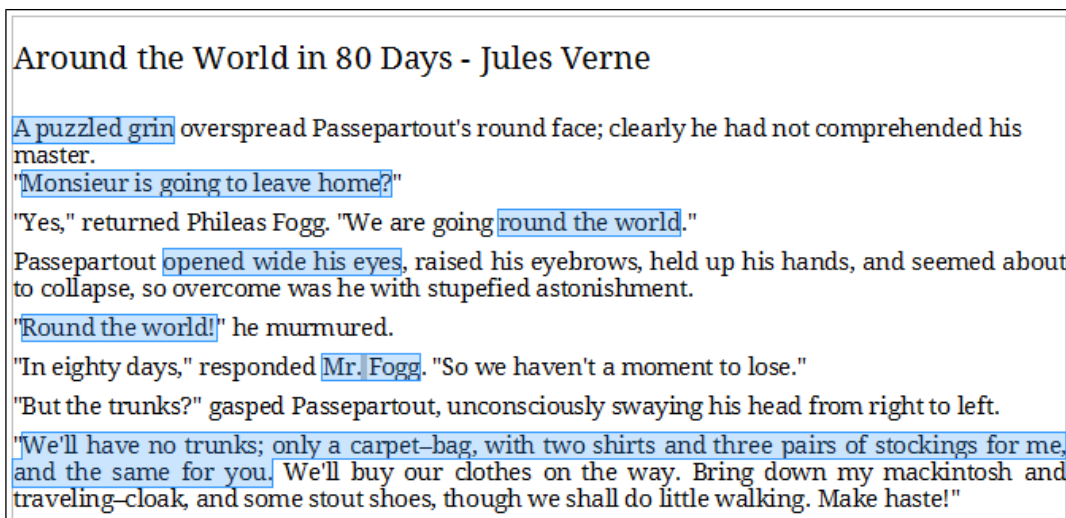 Around the World in 80 Days - Jules Verne
A puzzled grin overspread Passepartout's round face; clearly he had not comprehended his
master.
"Monsieur is going to leave home?"
"Yes," returned Phileas Fogg. "We are going round the world."
Passepartout opened wide his eyes, raised his eyebrows, held up his hands, and seemed about
to collapse, so overcome was he with stupefied astonishment.
"Round the world!" he murmured.
"In eighty days," responded Mr. Fogg. "So we haven't a moment to lose."
"But the trunks?" gasped Passepartout, unconsciously swaying his head from right to left.
"We'll have no trunks; only a carpet–bag, with two shirts and three pairs of stockings for me,
and the same for you. We'll buy our clothes on the way. Bring down my mackintosh and
traveling–cloak, and some stout shoes, though we shall do little walking. Make haste!"